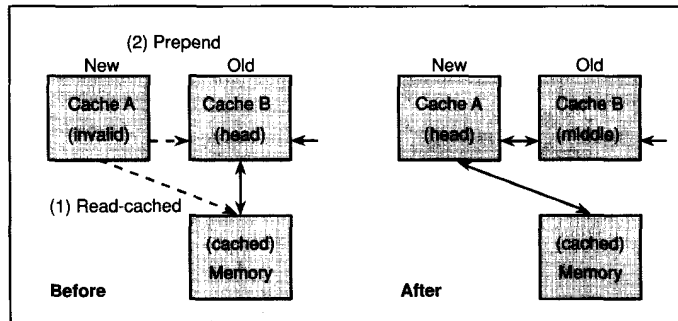 (2) Prepend
New
Old
New
Old
Cache A
(invalid)
Cache B
(head)
Cache A
(head)
Cache B
(middle)
(1) Read-cached
(cached)
Memory
(cached)
Memory
Before
After